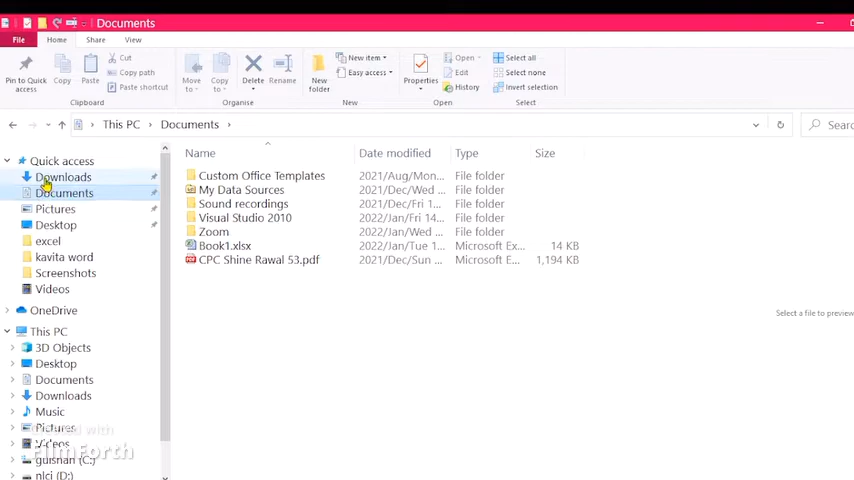 Documents
File Home Share View
Pin to Quick access
Copy
Paste
Cut
Copy path
Paste shortcut
Clipboard
Move to
Copy to
Delete
Rename
Organise
New folder
New item
Easy access
New
Properties
Open
Edit
History
Open
Select all
Select none
Invert selection
Select
This PC > Documents >
Name Date modified Type Size
Quick access
Downloads
Documents
Pictures
Desktop
excel
kavita word
Screenshots
Videos
OneDrive
This PC
3D Objects
Desktop
Documents
Downloads
Music
Pictures
Videos
gulshan (C:)
nlci (D:)
Custom Office Templates 2021/Aug/Mon... File folder
My Data Sources 2021/Dec/Wed ... File folder
Sound recordings 2021/Dec/Fri 1... File folder
Visual Studio 2010 2022/Jan/Fri 14... File folder
Zoom 2022/Jan/Wed ... File folder
Book1.xlsx 2022/Jan/Tue 1... Microsoft Ex... 14 KB
CPC Shine Rawal 53.pdf 2021/Dec/Sun ... Microsoft E... 1,194 KB
Select a file to preview
Sear
FilmForth